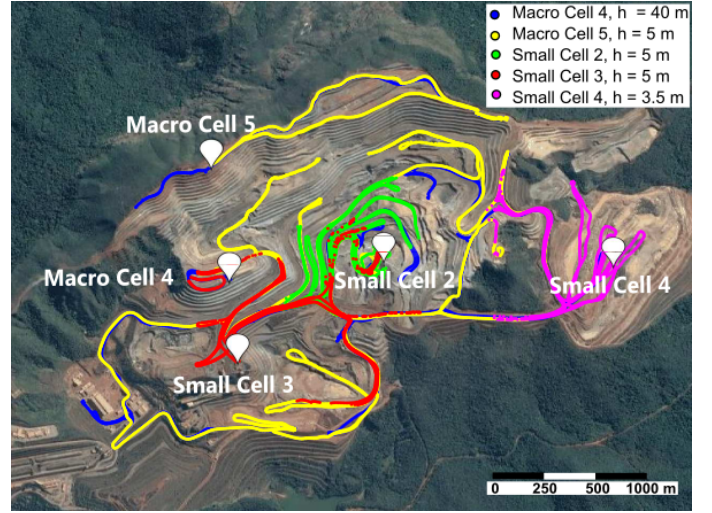 Macro Cell 4, h = 40 m
Macro Cell 5, h = 5 m
Small Cell 2, h = 5 m
Small Cell 3, h = 5 m
Small Cell 4, h = 3.5 m
Macro Cell 5
Macro Cell 4
Small Cell 2
Small Cell 4
Small Cell 3
0 m 250 500 1000 m